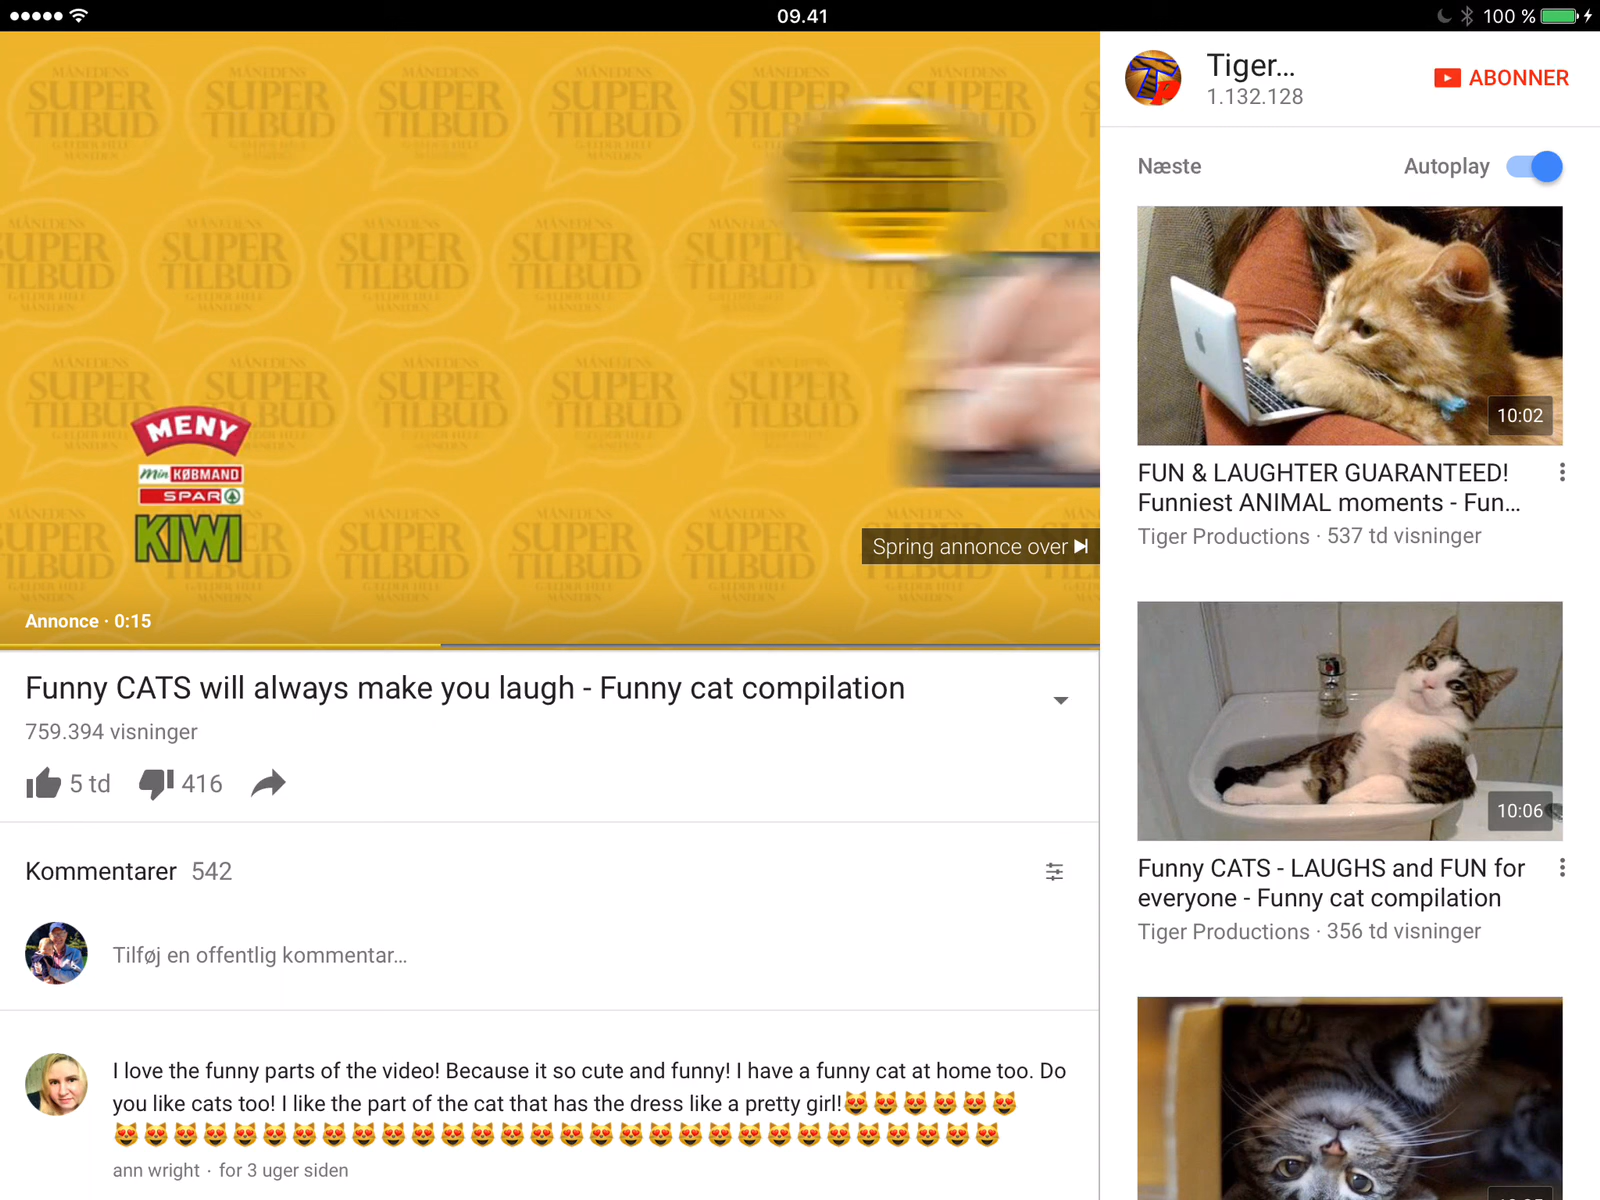 09.41
100 %
MÅNEDENS
SUPER
TILBUD
GÆLDER HELE
MÅNEDEN
MENY
Min KØBMAND
SPAR
KIWI
Spring annonce over
Annonce · 0:15
Funny CATS will always make you laugh - Funny cat compilation
759.394 visninger
5 td 416
Kommentarer 542
Tilføj en offentlig kommentar...
I love the funny parts of the video! Because it so cute and funny! I have a funny cat at home too. Do
you like cats too! I like the part of the cat that has the dress like a pretty girl!😻😻😻😻😻😻
😻😻😻😻😻😻😻😻😻😻😻😻😻😻😻😻😻😻😻😻😻😻😻😻😻😻😻😻😻😻
ann wright · for 3 uger siden
Tiger...
1.132.128
ABONNER
Næste
Autoplay
10:02
FUN & LAUGHTER GUARANTEED!
Funniest ANIMAL moments - Fun...
Tiger Productions · 537 td visninger
10:06
Funny CATS - LAUGHS and FUN for
everyone - Funny cat compilation
Tiger Productions · 356 td visninger